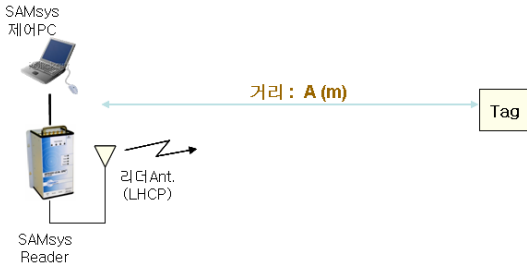 SAMsys
제어PC
거리 : A (m)
Tag
리더Ant.
(LHCP)
SAMsys
Reader